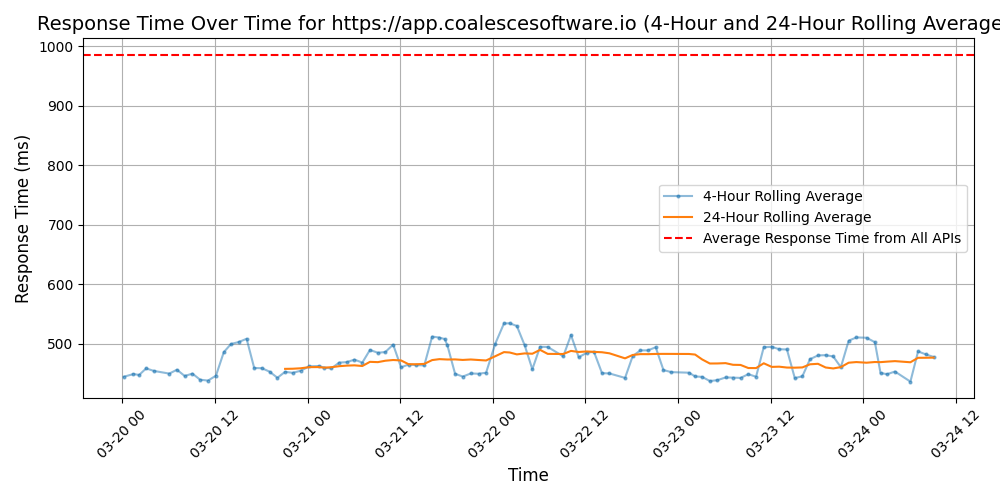 Response Time Over Time for https://app.coalescesoftware.io (4-Hour and 24-Hour Rolling Average
Response Time (ms)
1000
900
800
700
600
500
4-Hour Rolling Average
24-Hour Rolling Average
Average Response Time from All APIs
03-20 00
03-20 12
03-21 00
03-21 12
03-22 00
03-22 12
03-23 00
03-23 12
03-24 00
03-24 12
Time